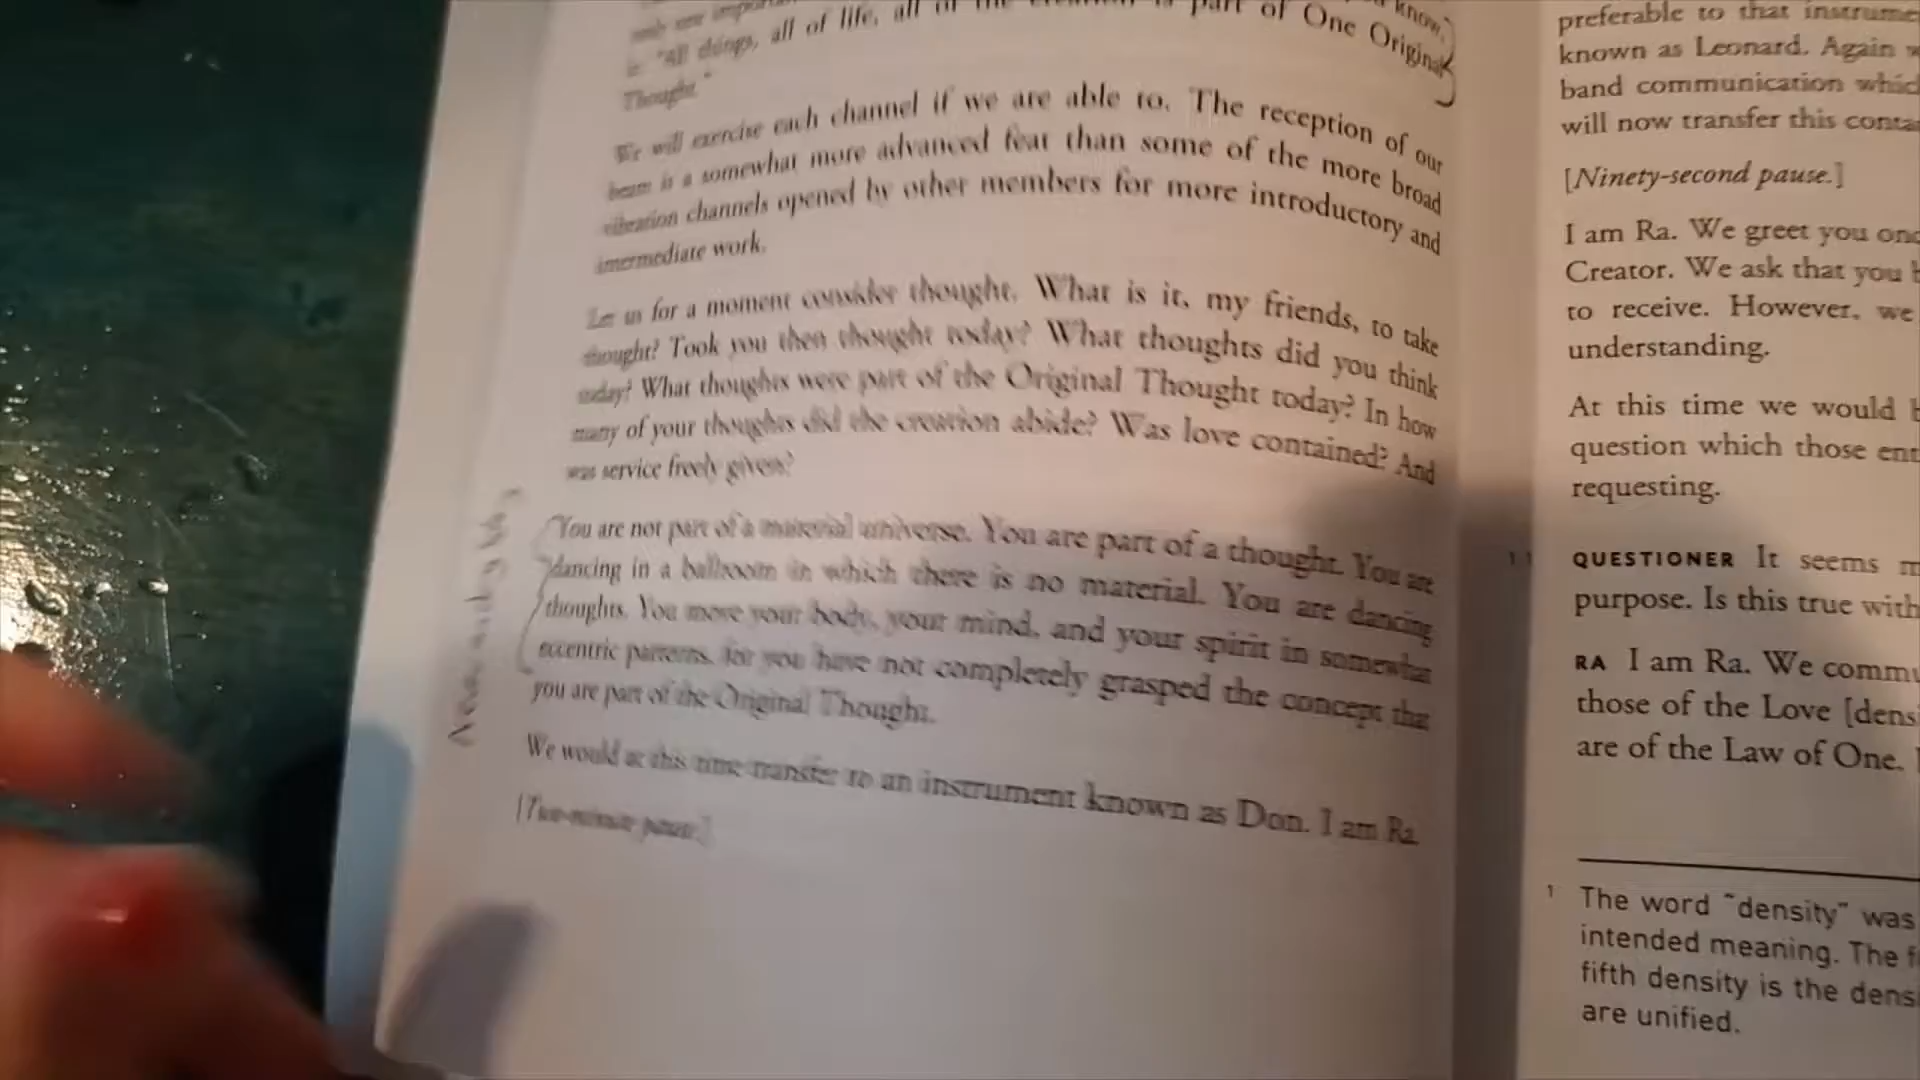 "All things, all of life, all of the creation is part of One Original
Thought."
We will exercise each channel if we are able to. The reception of our
beam is a somewhat more advanced feat than some of the more broad
vibration channels opened by other members for more introductory and
intermediate work.
Let us for a moment consider thought. What is it, my friends, to take
thought? Took you then thought today? What thoughts did you think
today? What thoughts were part of the Original Thought today? In how
many of your thoughts did the creation abide? Was love contained? And
was service freely given?
You are not part of a material universe. You are part of a thought. You are
dancing in a ballroom in which there is no material. You are dancing
thoughts. You move your body, your mind, and your spirit in somewhat
eccentric patterns, for you have not completely grasped the concept that
you are part of the Original Thought.
We would at this time transfer to an instrument known as Don. I am Ra.
[Two-minute pause.]
preferable to that instrume
known as Leonard. Again
band communication which
will now transfer this conta
[Ninety-second pause.]
I am Ra. We greet you onc
Creator. We ask that you
to receive. However, we
understanding.
At this time we would
question which those ent
requesting.
1.1 QUESTIONER It seems m
purpose. Is this true with
RA I am Ra. We commu
those of the Love [dens
are of the Law of One.
1 The word "density" was
intended meaning. The f
fifth density is the dens
are unified.